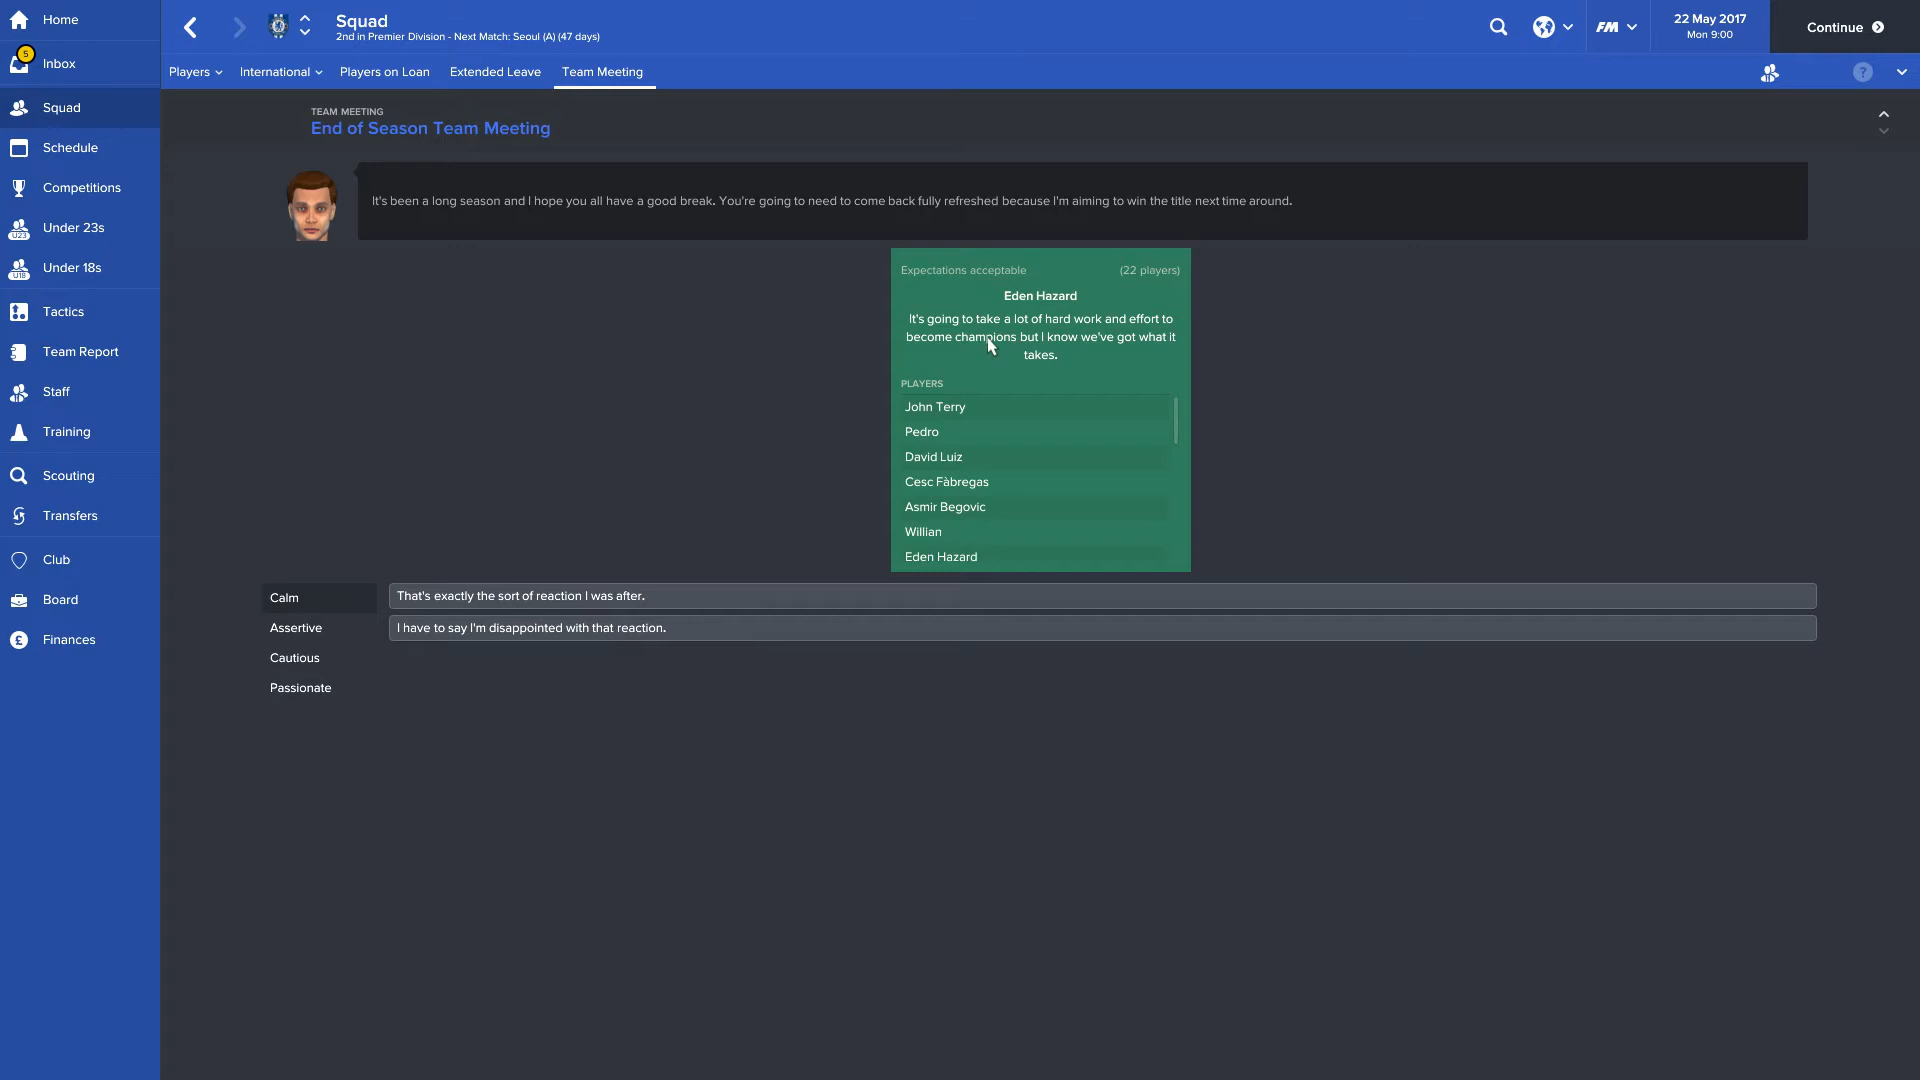 Home
5
Inbox
Squad
Schedule
Competitions
U23
Under 23s
U18
Under 18s
Tactics
Team Report
Staff
Training
Scouting
Transfers
Club
Board
£
Finances
Squad
2nd in Premier Division - Next Match: Seoul (A) (47 days)
FM
22 May 2017
Mon 9:00
Continue
Players
International
Players on Loan
Extended Leave
Team Meeting
?
TEAM MEETING
End of Season Team Meeting
It's been a long season and I hope you all have a good break. You're going to need to come back fully refreshed because I'm aiming to win the title next time around.
Expectations acceptable (22 players)
Eden Hazard
It's going to take a lot of hard work and effort to
become champions but I know we've got what it
takes.
PLAYERS
John Terry
Pedro
David Luiz
Cesc Fàbregas
Asmir Begovic
Willian
Eden Hazard
Calm
Assertive
Cautious
Passionate
That's exactly the sort of reaction I was after.
I have to say I'm disappointed with that reaction.